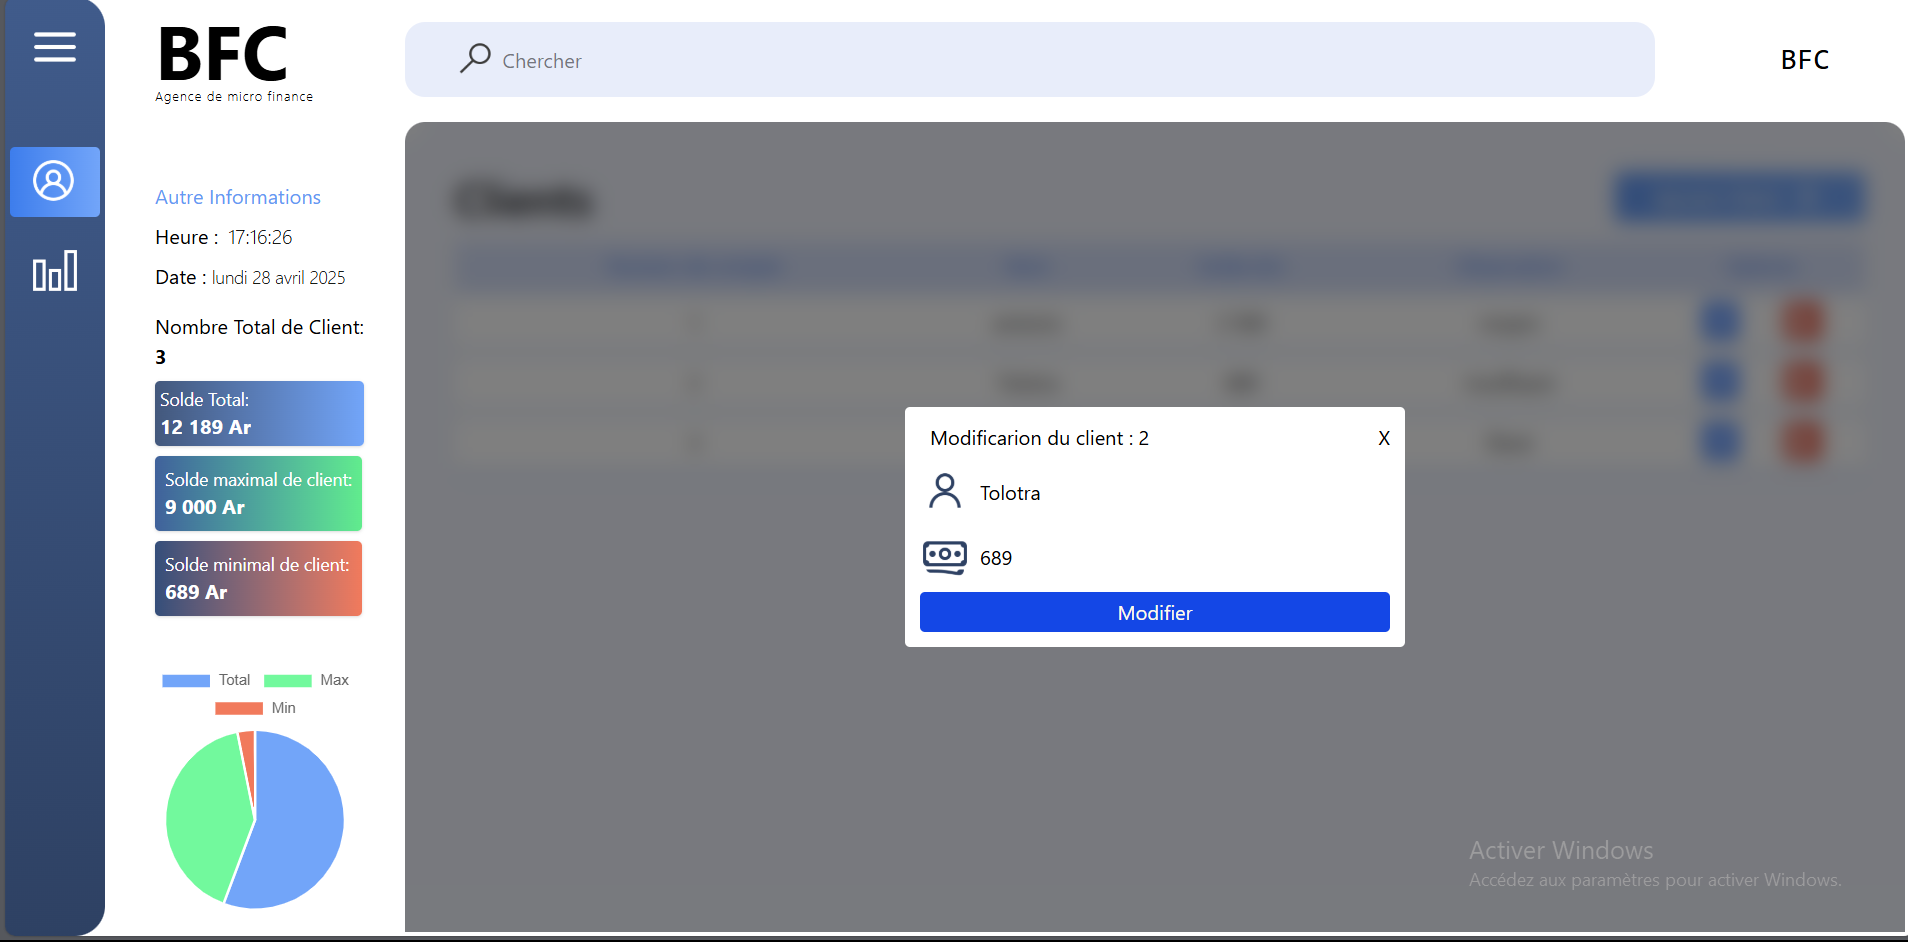 BFC
Agence de micro finance
Chercher
BFC
Autre Informations
Heure : 17:16:26
Date : lundi 28 avril 2025
Nombre Total de Client:
3
Solde Total:
12 189 Ar
Solde maximal de client:
9 000 Ar
Solde minimal de client:
689 Ar
Total Max
Min
Clients
Modificarion du client : 2 X
Tolotra
689
Modifier
Activer Windows
Accédez aux paramètres pour activer Windows.